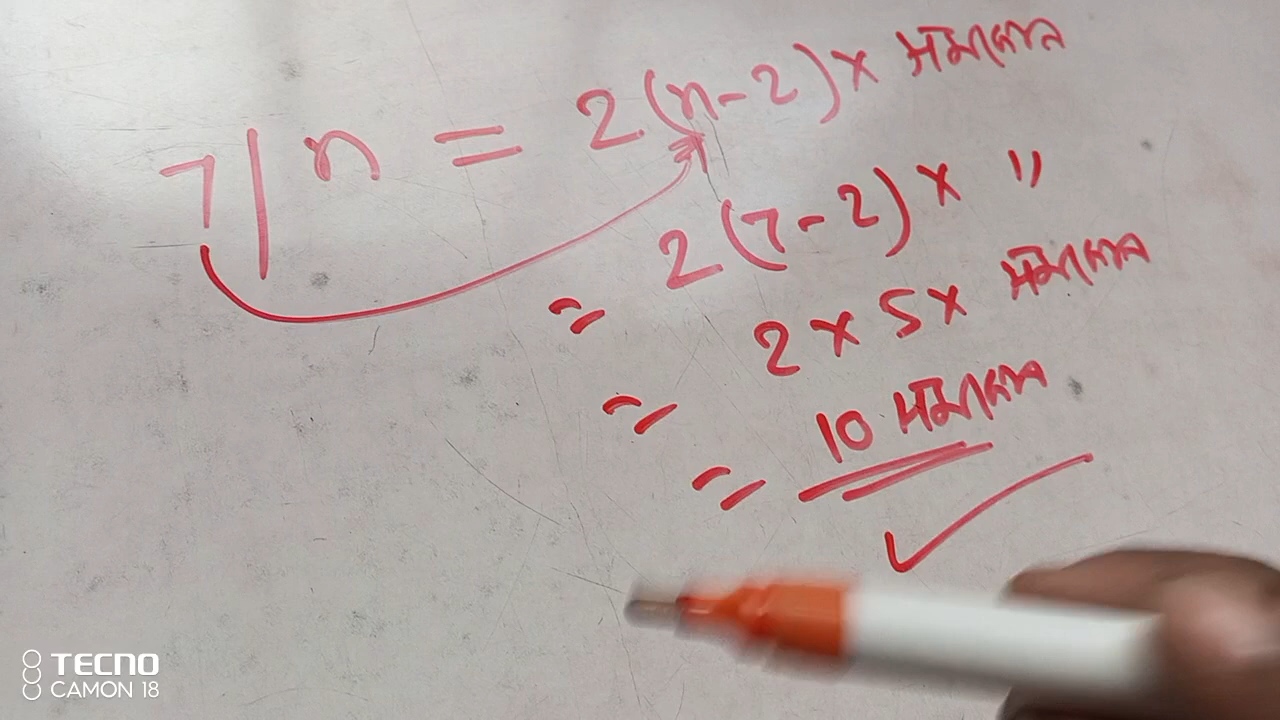 7 | n = 2(n-2) × সমকোণ
= 2(7-2) × "
= 2 × 5 × সমকোণ
= 10 সমকোণ
TECNO
CAMON 18